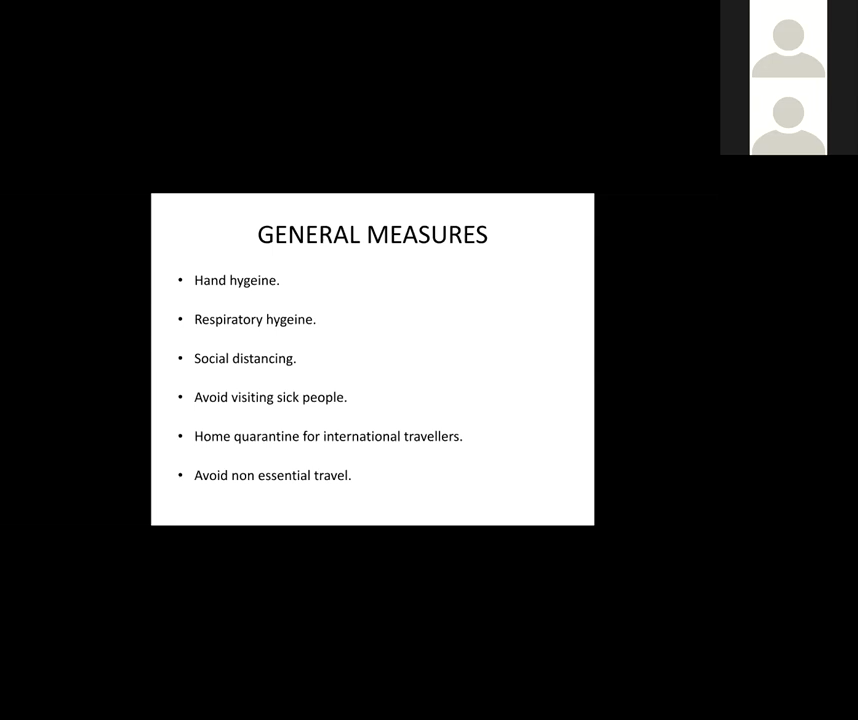 GENERAL MEASURES
• Hand hygeine.
• Respiratory hygeine.
• Social distancing.
• Avoid visiting sick people.
• Home quarantine for international travellers.
• Avoid non essential travel.